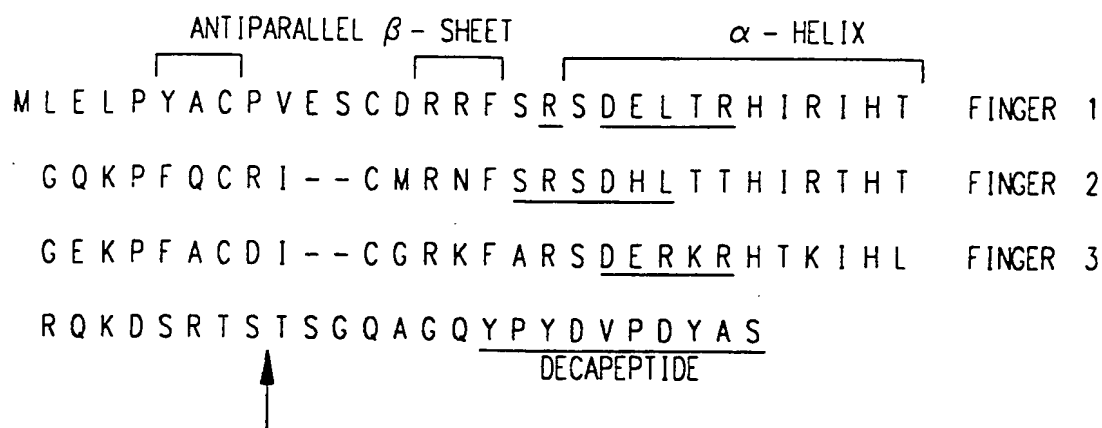 ANTIPARALLEL β - SHEET α - HELIX
M L E L P Y A C P V E S C D R R F S R S D E L T R H I R I H T FINGER 1
G Q K P F Q C R I - - C M R N F S R S D H L T T H I R T H T FINGER 2
G E K P F A C D I - - C G R K F A R S D E R K R H T K I H L FINGER 3
R Q K D S R T S T S G Q A G Q Y P Y D V P D Y A S
DECAPEPTIDE